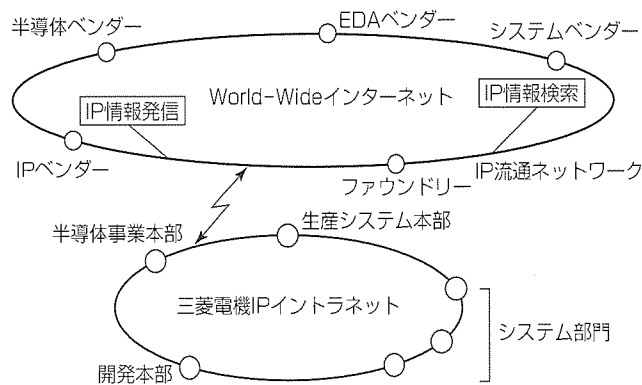 EDAベンダー
半導体ベンダー
システムベンダー
World-Wideインターネット
IP情報検索
IP情報発信
IPベンダー
ファウンドリー
IP流通ネットワーク
半導体事業本部
生産システム本部
三菱電機IPイントラネット
システム部門
開発本部